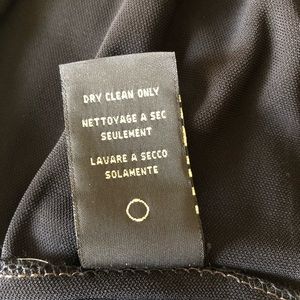 DRY CLEAN ONLY
NETTOYAGE A SEC
SEULEMENT
LAVARE A SECCO
SOLAMENTE